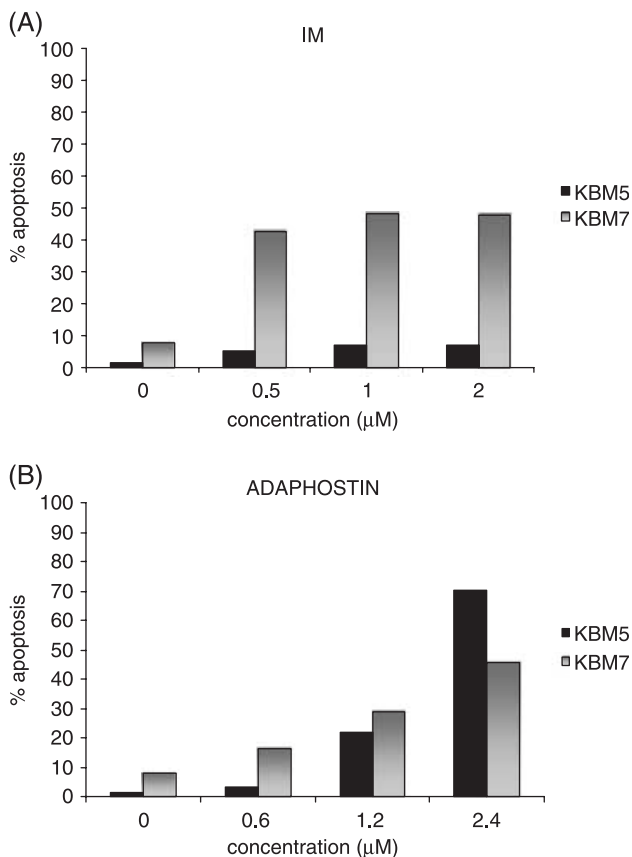 (A)
IM
100
90
80
70
60
50
40
30
20
10
0
% apoptosis
KBM5
KBM7
0 0.5 1 2
concentration (μM)
(B)
ADAPHOSTIN
100
90
80
70
60
50
40
30
20
10
0
% apoptosis
KBM5
KBM7
0 0.6 1.2 2.4
concentration (μM)